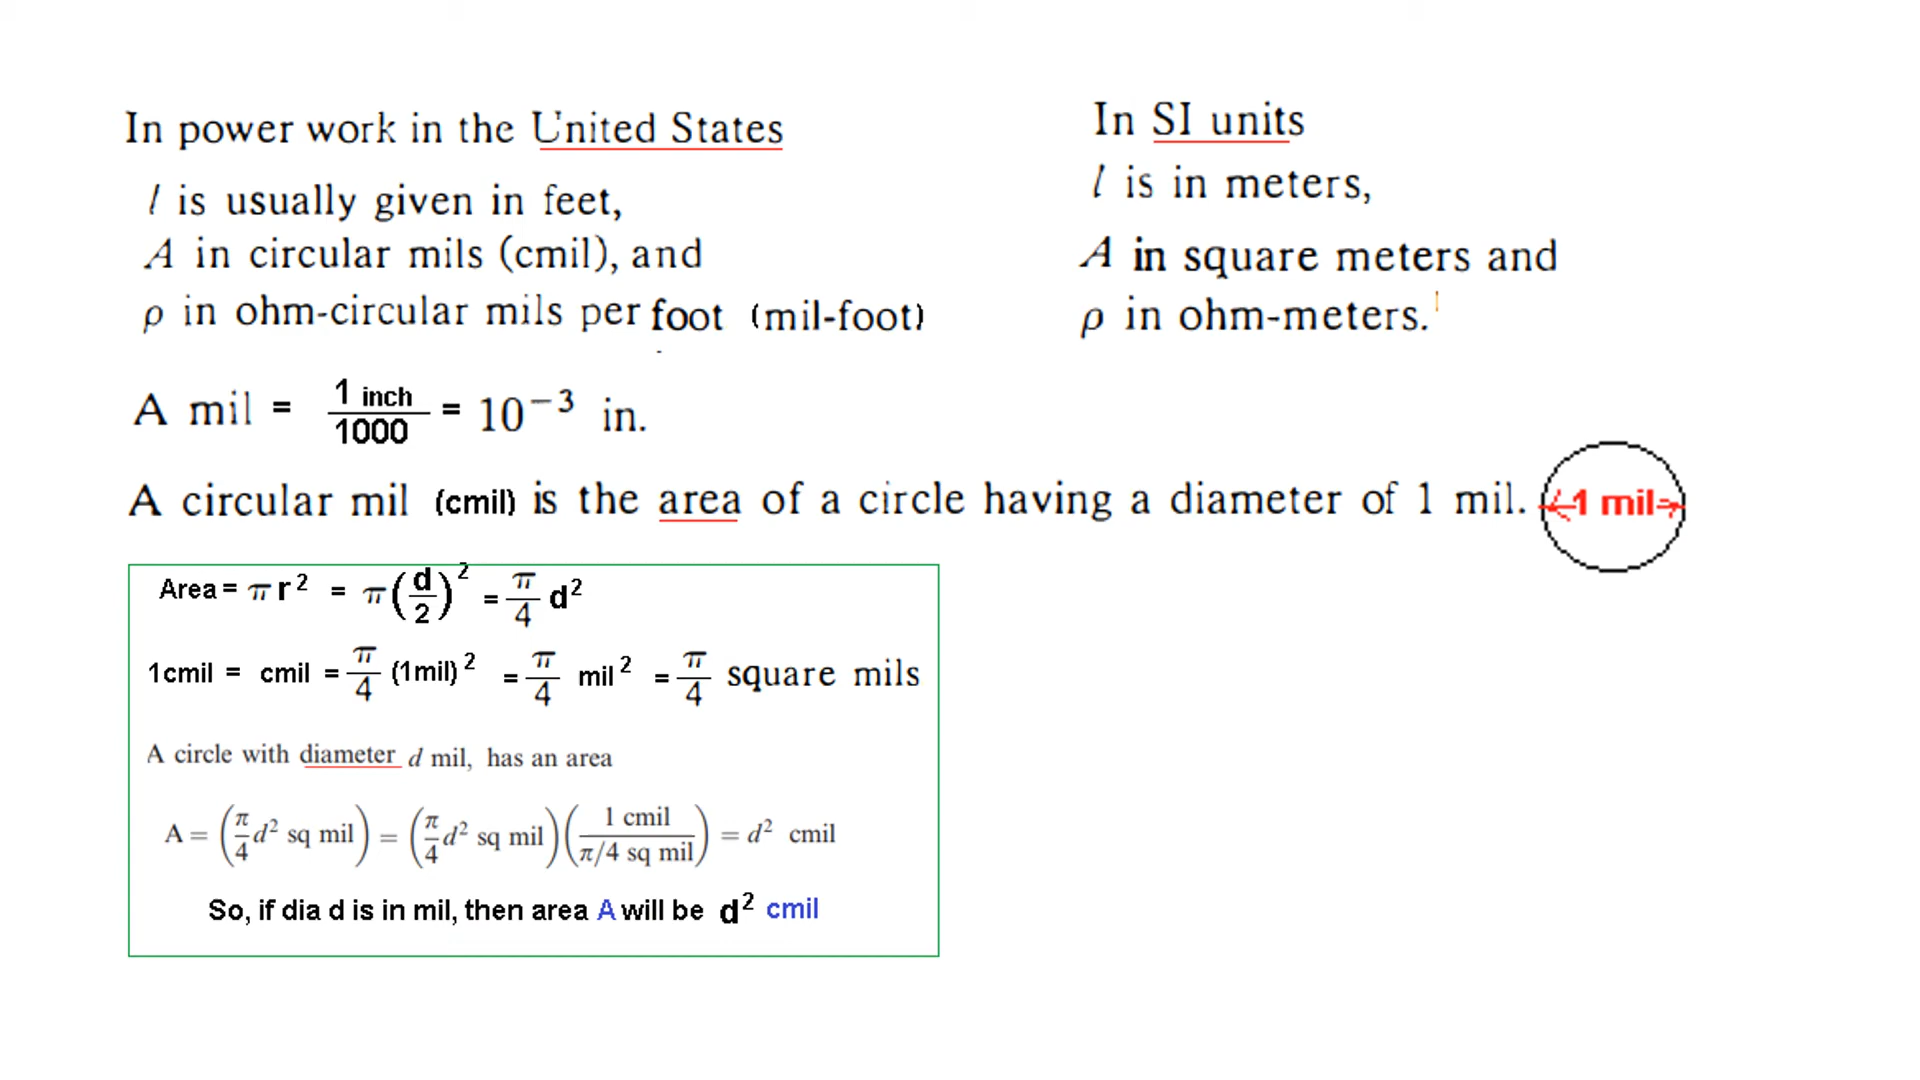 In power work in the United States
l is usually given in feet,
A in circular mils (cmil), and
ρ in ohm-circular mils per foot (mil-foot)
In SI units
l is in meters,
A in square meters and
ρ in ohm-meters.
A mil = 1 inch / 1000 = 10⁻³ in.
A circular mil (cmil) is the area of a circle having a diameter of 1 mil.
1 mil
Area = π r² = π(d/2)² = π/4 d²
1cmil = cmil = π/4 (1mil)² = π/4 mil² = π/4 square mils
A circle with diameter d mil, has an area
A = (π/4 d² sq mil) = (π/4 d² sq mil)(1 cmil / π/4 sq mil) = d² cmil
So, if dia d is in mil, then area A will be d² cmil